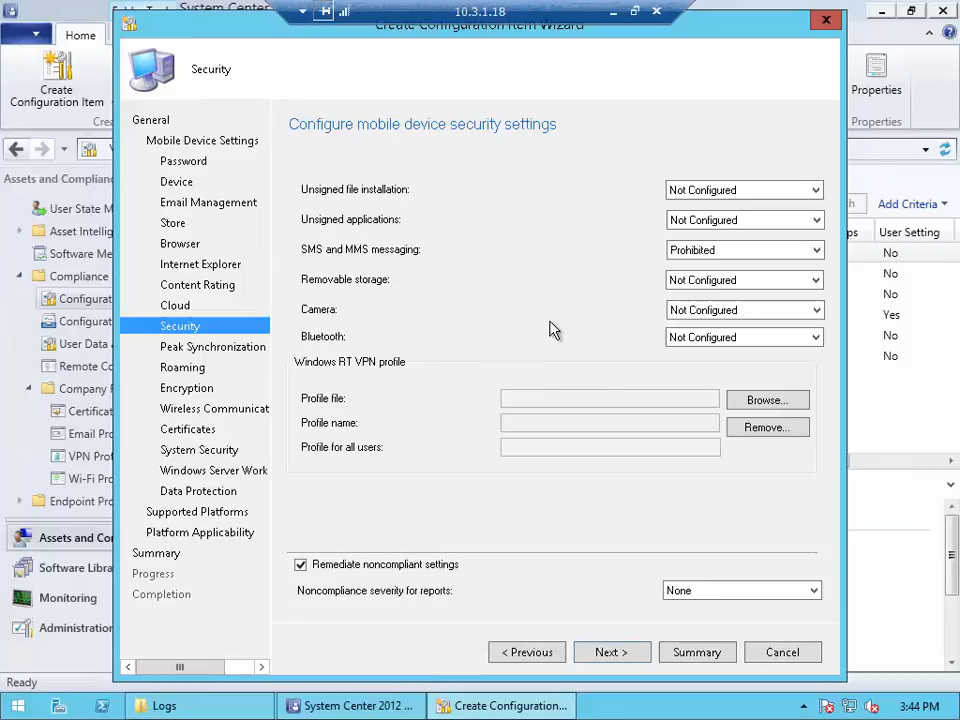 System Center
10.3.1.18
Create Configuration Item Wizard
Home
Create
Configuration Item
Properties
Properties
Security
Assets and Complianc
User State M
Asset Intellig
Software Me
Compliance
Configurat
Configurat
User Data
Remote Co
Company
Certificat
Email Pro
VPN Prof
Wi-Fi Pro
Endpoint Pro
Assets and Co
Software Libra
Monitoring
Administration
Ready
General
Mobile Device Settings
Password
Device
Email Management
Store
Browser
Internet Explorer
Content Rating
Cloud
Security
Peak Synchronization
Roaming
Encryption
Wireless Communicat
Certificates
System Security
Windows Server Work
Data Protection
Supported Platforms
Platform Applicability
Summary
Progress
Completion
Configure mobile device security settings
Unsigned file installation: Not Configured
Unsigned applications: Not Configured
SMS and MMS messaging: Prohibited
Removable storage: Not Configured
Camera: Not Configured
Bluetooth: Not Configured
Windows RT VPN profile
Profile file: Browse...
Profile name: Remove...
Profile for all users:
Remediate noncompliant settings
Noncompliance severity for reports: None
< Previous Next > Summary Cancel
h Add Criteria
ps User Setting
No
No
No
Yes
No
No
Logs
System Center 2012 ...
Create Configuration...
3:44 PM